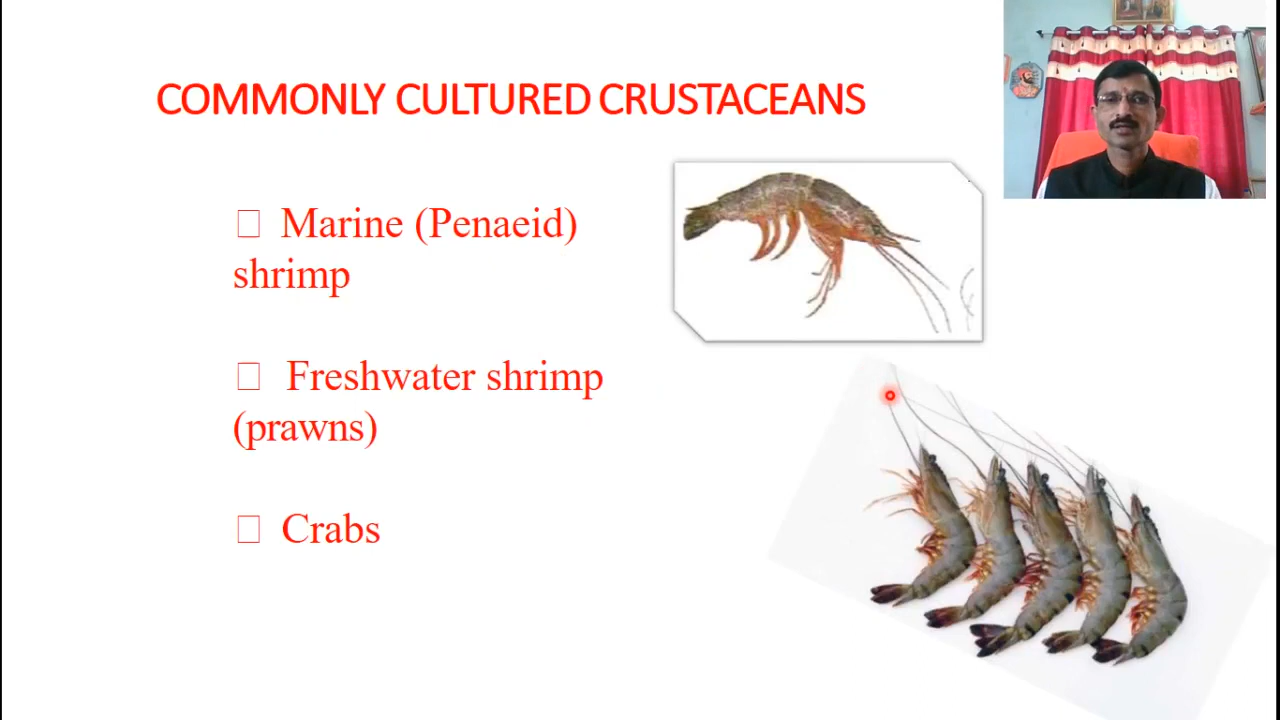 COMMONLY CULTURED CRUSTACEANS
□ Marine (Penaeid)
shrimp
□ Freshwater shrimp
(prawns)
□ Crabs